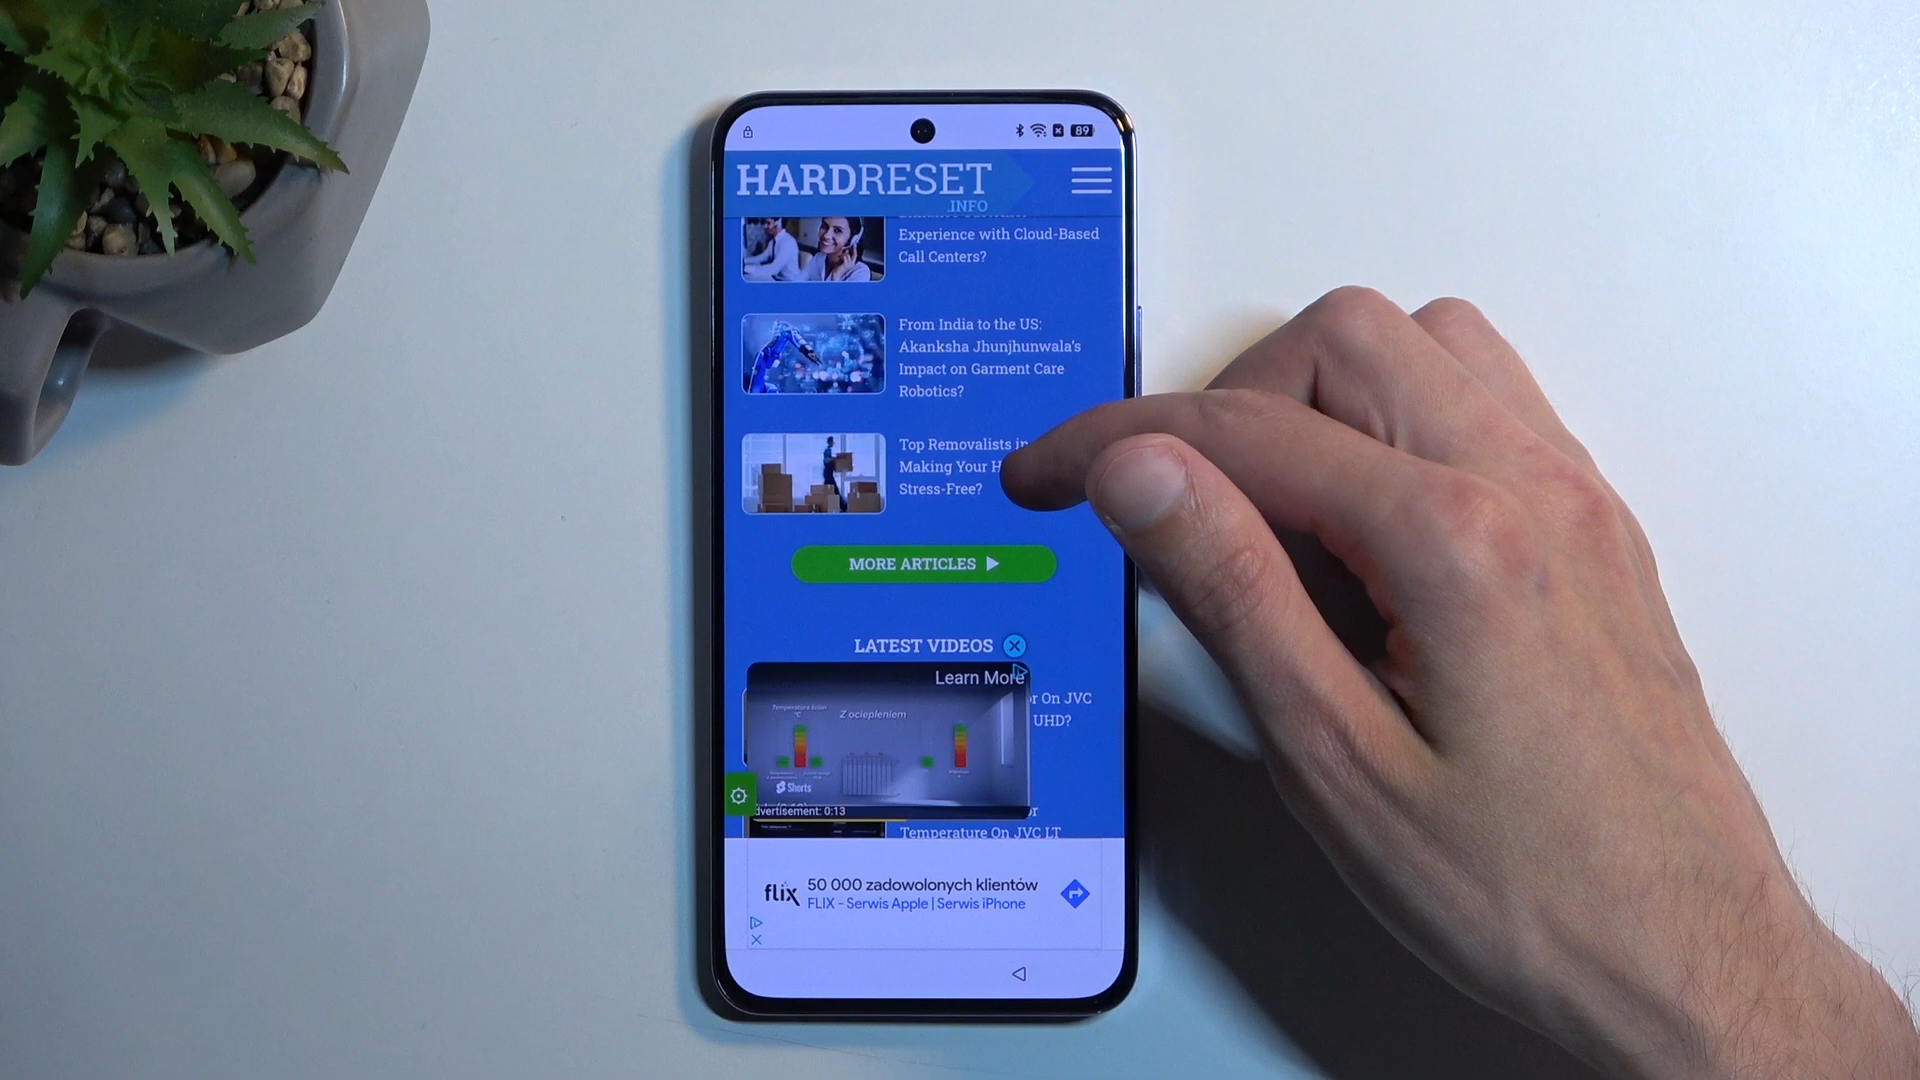 89
HARDRESET
.INFO
Experience with Cloud-Based
Call Centers?
From India to the US:
Akanksha Jhunjhunwala's
Impact on Garment Care
Robotics?
Top Removalists in
Making Your H
Stress-Free?
MORE ARTICLES
LATEST VIDEOS
Learn More
r On JVC
UHD?
Temperatura ścian
°C
Z ociepleniem
Shorts
dvertisement: 0:13
or
Temperature On JVC LT
flix
50 000 zadowolonych klientów
FLIX - Serwis Apple | Serwis iPhone